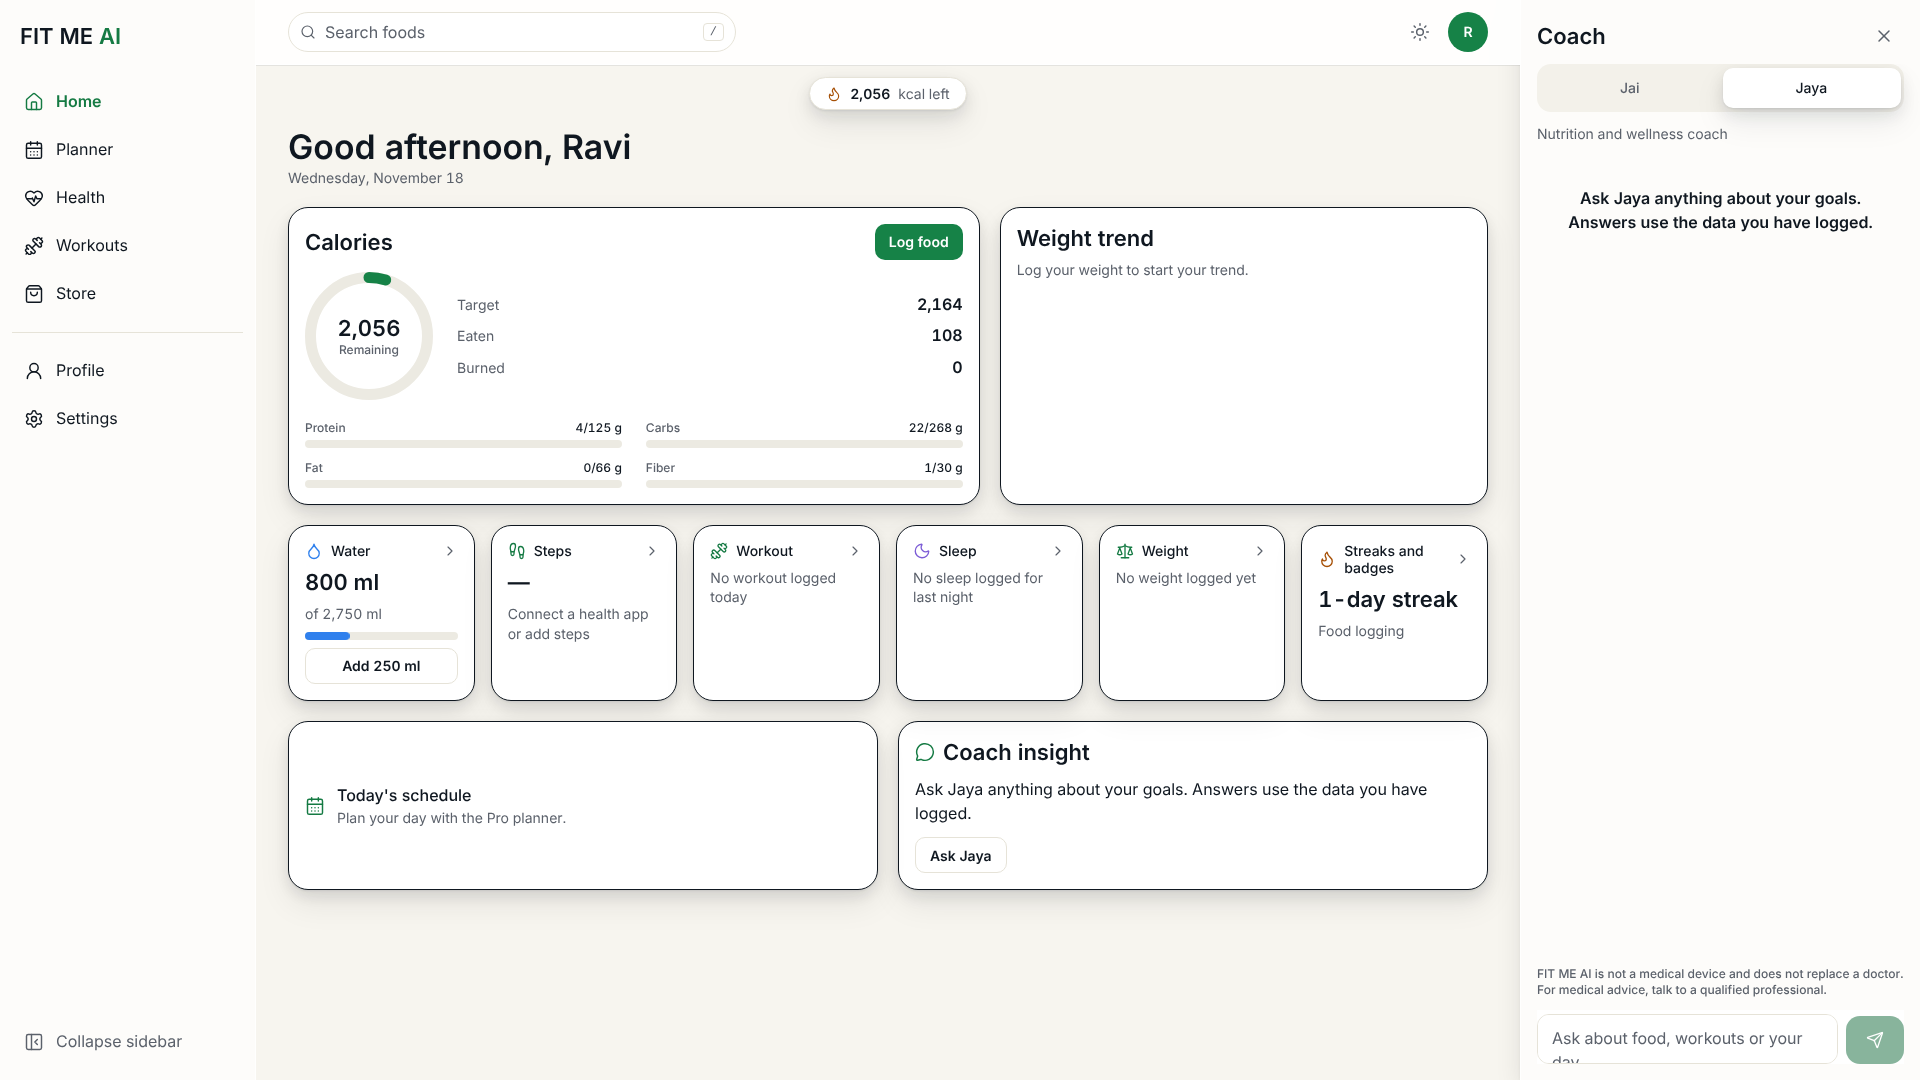 FIT ME AI
Home
Planner
Health
Workouts
Store
Profile
Settings
Collapse sidebar
Search foods /
R
2,056 kcal left
Good afternoon, Ravi
Wednesday, November 18
Calories
Log food
2,056
Remaining
Target 2,164
Eaten 108
Burned 0
Protein 4/125 g
Carbs 22/268 g
Fat 0/66 g
Fiber 1/30 g
Weight trend
Log your weight to start your trend.
Water
800 ml
of 2,750 ml
Add 250 ml
Steps
—
Connect a health app
or add steps
Workout
No workout logged
today
Sleep
No sleep logged for
last night
Weight
No weight logged yet
Streaks and
badges
1-day streak
Food logging
Today's schedule
Plan your day with the Pro planner.
Coach insight
Ask Jaya anything about your goals. Answers use the data you have
logged.
Ask Jaya
Coach
Jai
Jaya
Nutrition and wellness coach
Ask Jaya anything about your goals.
Answers use the data you have logged.
FIT ME AI is not a medical device and does not replace a doctor.
For medical advice, talk to a qualified professional.
Ask about food, workouts or your
day